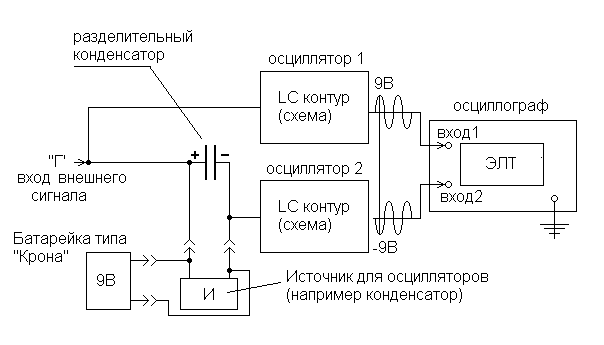 разделительный
конденсатор
осциллятор 1
LC контур
(схема)
9В
осциллограф
вход1
ЭЛТ
вход2
"Г"
вход внешнего
сигнала
+
–
осциллятор 2
LC контур
(схема)
-9В
Батарейка типа
"Крона"
9В
И
Источник для осцилляторов
(например конденсатор)